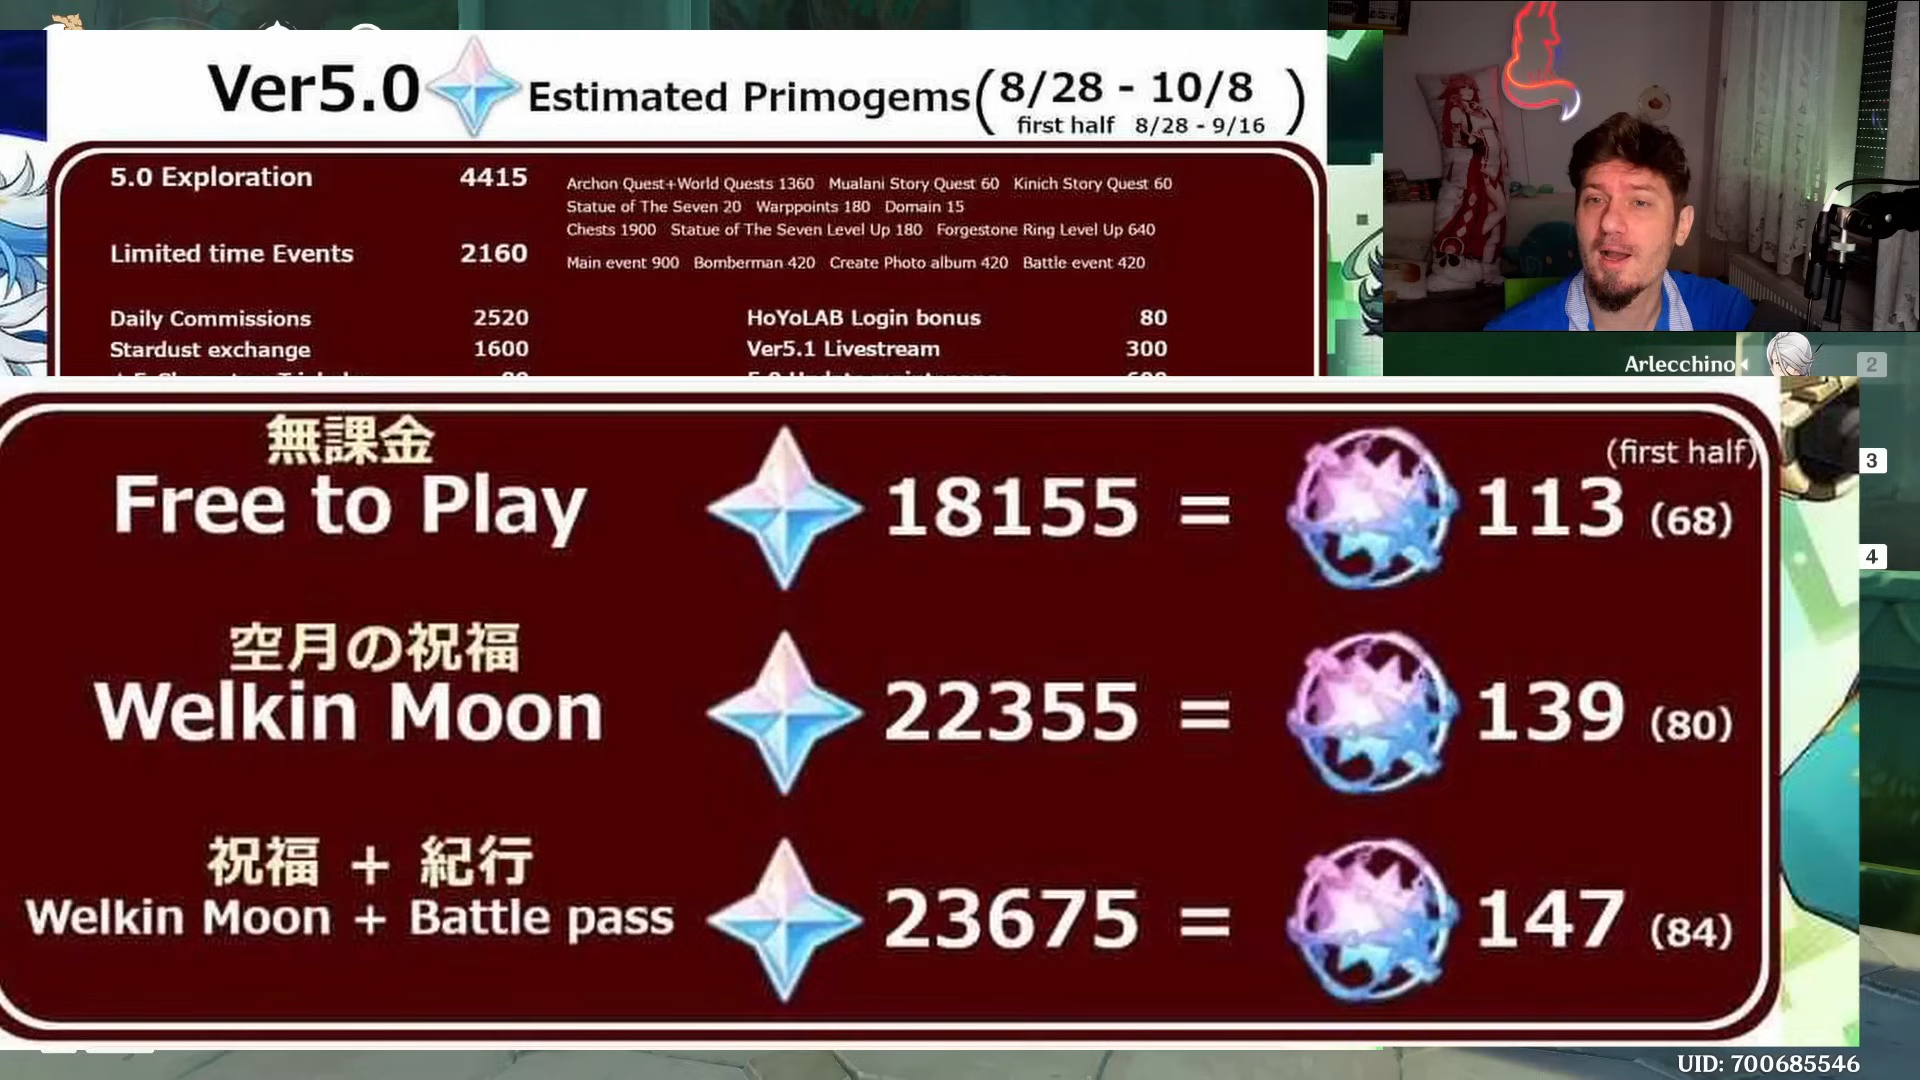 Ver5.0 Estimated Primogems (8/28 - 10/8)
first half 8/28 - 9/16
5.0 Exploration 4415
Archon Quest+World Quests 1360 Mualani Story Quest 60 Kinich Story Quest 60
Statue of The Seven 20 Warppoints 180 Domain 15
Chests 1900 Statue of The Seven Level Up 180 Forgestone Ring Level Up 640
Limited time Events 2160
Main event 900 Bomberman 420 Create Photo album 420 Battle event 420
Daily Commissions 2520 HoYoLAB Login bonus 80
Stardust exchange 1600 Ver5.1 Livestream 300
Arlecchino 2
無課金
(first half)
Free to Play 18155 = 113 (68)
3
4
空月の祝福
Welkin Moon 22355 = 139 (80)
祝福 + 紀行
Welkin Moon + Battle pass 23675 = 147 (84)
UID: 700685546